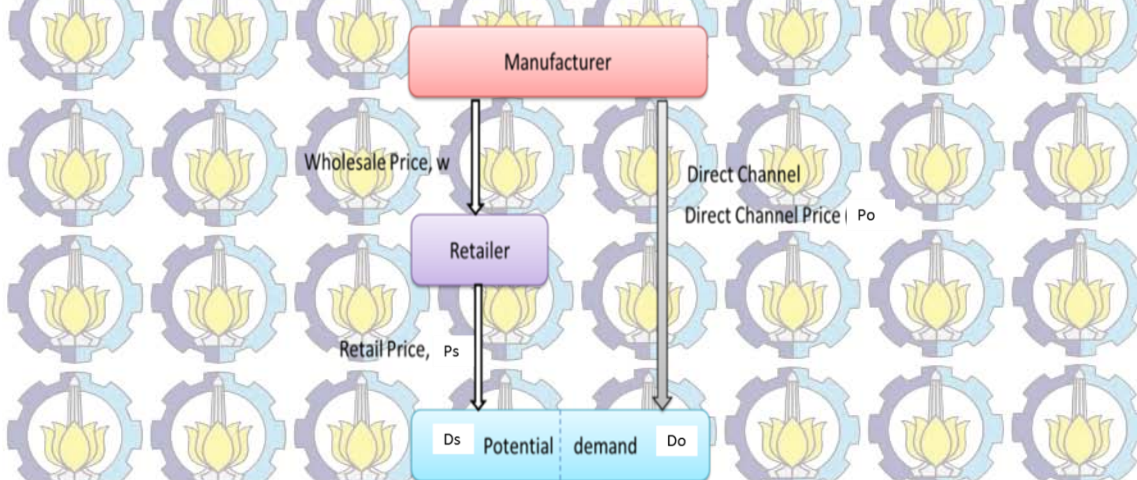 Manufacturer
Wholesale Price, w
Direct Channel
Direct Channel Price ( Po
Retailer
Retail Price, Ps
Ds Potential demand Do